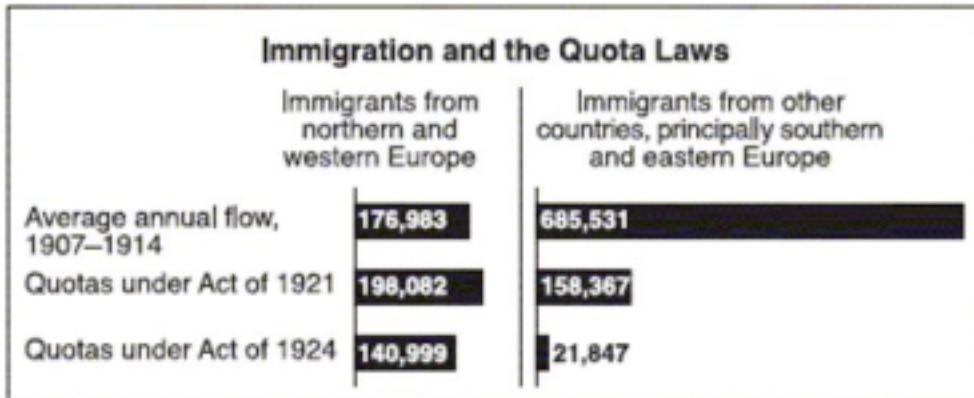 Immigration and the Quota Laws
Immigrants from
northern and
western Europe
Immigrants from other
countries, principally southern
and eastern Europe
Average annual flow,
1907–1914
176,983
685,531
Quotas under Act of 1921
198,082
158,367
Quotas under Act of 1924
140,999
21,847